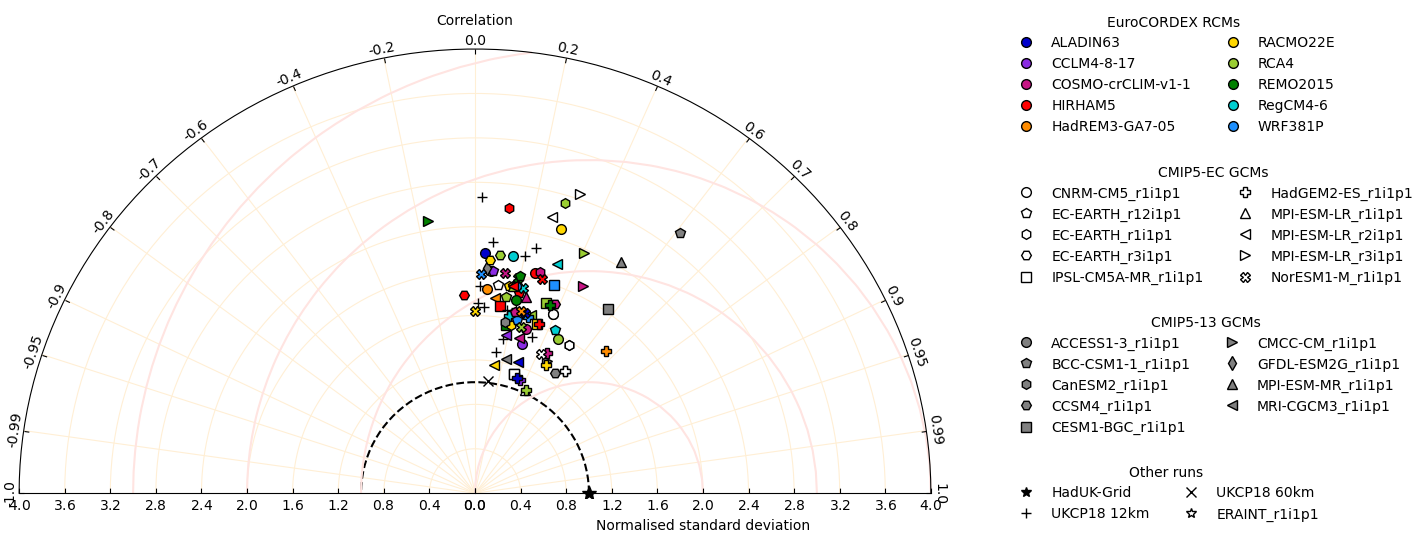 Correlation
0.0
-0.2
0.2
-0.4
0.4
-0.6
0.6
-0.7
0.7
-0.8
0.8
-0.9
0.9
-0.95
0.95
-0.99
0.99
-1.0
1.0
4.0 3.6 3.2 2.8 2.4 2.0 1.6 1.2 0.8 0.4 0.0 0.4 0.8 1.2 1.6 2.0 2.4 2.8 3.2 3.6 4.0
Normalised standard deviation
EuroCORDEX RCMs
ALADIN63
CCLM4-8-17
COSMO-crCLIM-v1-1
HIRHAM5
HadREM3-GA7-05
RACMO22E
RCA4
REMO2015
RegCM4-6
WRF381P
CMIP5-EC GCMs
CNRM-CM5_r1i1p1
EC-EARTH_r12i1p1
EC-EARTH_r1i1p1
EC-EARTH_r3i1p1
IPSL-CM5A-MR_r1i1p1
HadGEM2-ES_r1i1p1
MPI-ESM-LR_r1i1p1
MPI-ESM-LR_r2i1p1
MPI-ESM-LR_r3i1p1
NorESM1-M_r1i1p1
CMIP5-13 GCMs
ACCESS1-3_r1i1p1
BCC-CSM1-1_r1i1p1
CanESM2_r1i1p1
CCSM4_r1i1p1
CESM1-BGC_r1i1p1
CMCC-CM_r1i1p1
GFDL-ESM2G_r1i1p1
MPI-ESM-MR_r1i1p1
MRI-CGCM3_r1i1p1
Other runs
HadUK-Grid
UKCP18 12km
UKCP18 60km
ERAINT_r1i1p1